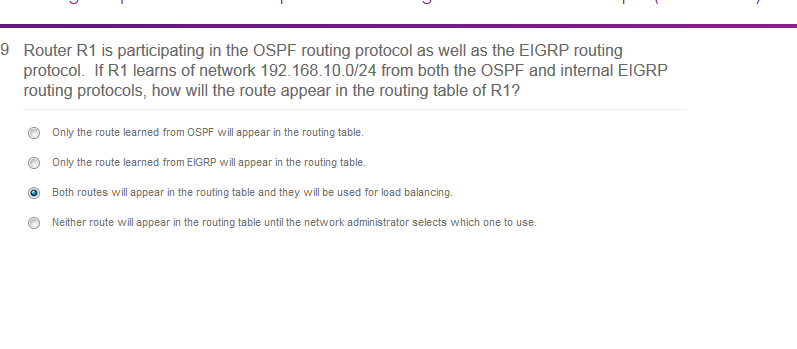 9 Router R1 is participating in the OSPF routing protocol as well as the EIGRP routing
protocol. If R1 learns of network 192.168.10.0/24 from both the OSPF and internal EIGRP
routing protocols, how will the route appear in the routing table of R1?
Only the route learned from OSPF will appear in the routing table.
Only the route learned from EIGRP will appear in the routing table.
Both routes will appear in the routing table and they will be used for load balancing.
Neither route will appear in the routing table until the network administrator selects which one to use.